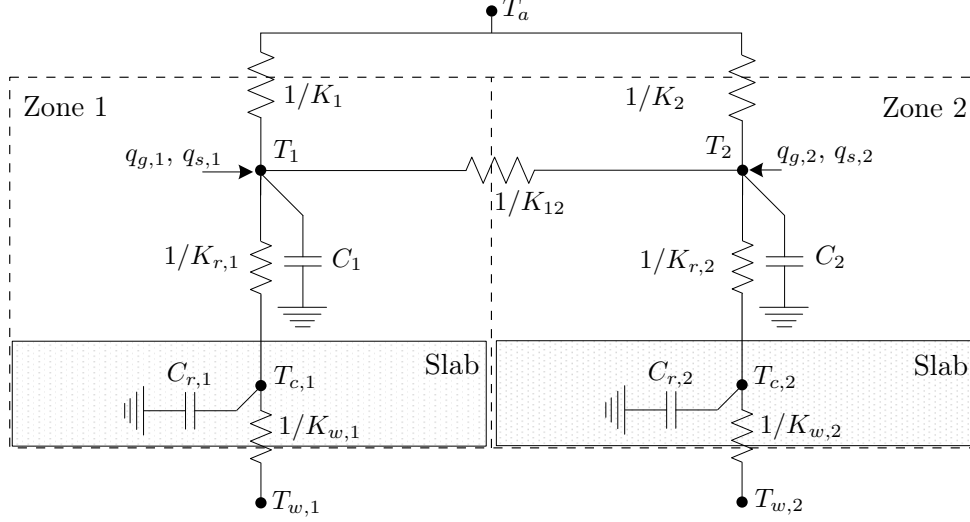 T_a
1/K_1
1/K_2
Zone 1
Zone 2
T_1
T_2
q_{g,1}, q_{s,1}
q_{g,2}, q_{s,2}
1/K_{12}
1/K_{r,1}
C_1
1/K_{r,2}
C_2
Slab
Slab
C_{r,1}
T_{c,1}
C_{r,2}
T_{c,2}
1/K_{w,1}
1/K_{w,2}
T_{w,1}
T_{w,2}